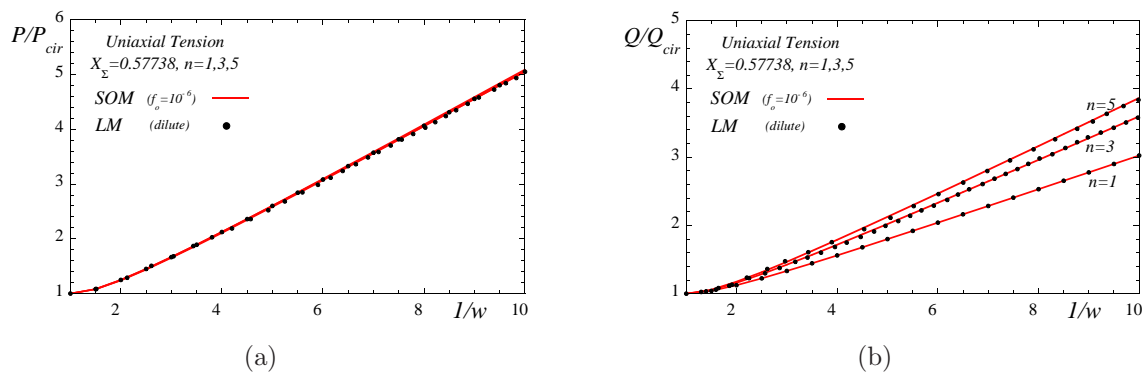 P/P_cir
6
5
4
3
2
1
Uniaxial Tension
X_Σ=0.57738, n=1,3,5
SOM (f_o=10^-6)
LM (dilute)
2 4 6 8 10
1/w
(a)
Q/Q_cir
5
4
3
2
1
Uniaxial Tension
X_Σ=0.57738, n=1,3,5
SOM (f_o=10^-6)
LM (dilute)
n=5
n=3
n=1
2 4 6 8 10
1/w
(b)